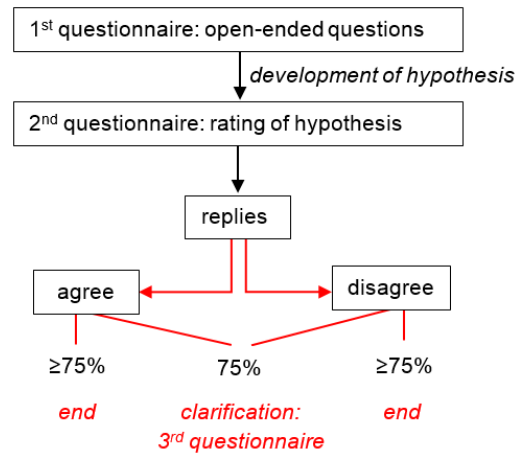 1st questionnaire: open-ended questions
development of hypothesis
2nd questionnaire: rating of hypothesis
replies
agree
disagree
≥75%
75%
≥75%
end
clarification:
3rd questionnaire
end